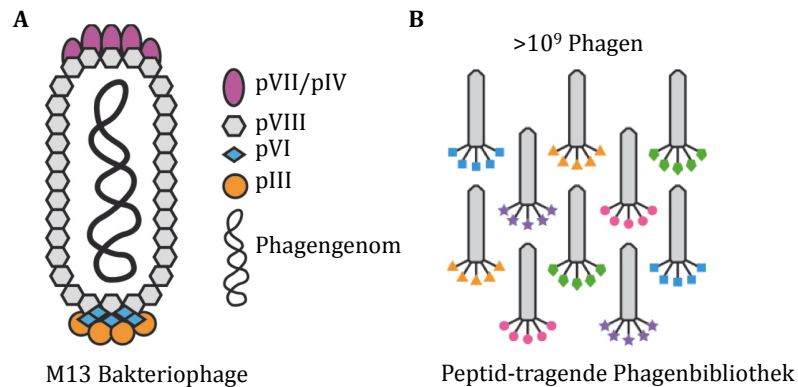 A
pVII/pIV
pVIII
pVI
pIII
Phagengenom
M13 Bakteriophage
B
>10⁹ Phagen
Peptid-tragende Phagenbibliothek